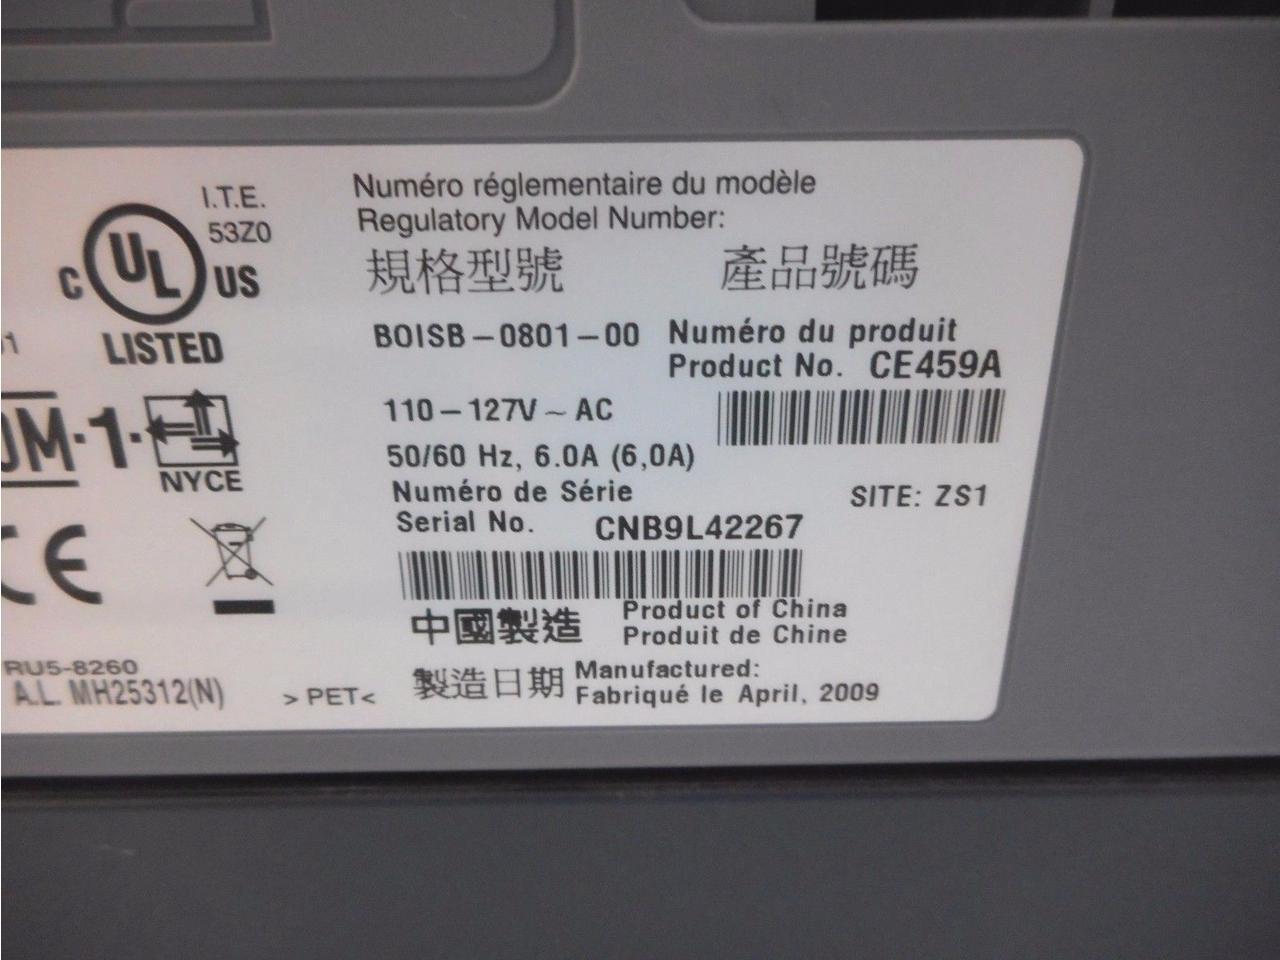 I.T.E.
53Z0
C UL US
LISTED
1
M·1·
NYCE
CE
RU5-8260
A.L. MH25312(N)
>PET<
Numéro réglementaire du modèle
Regulatory Model Number:
規格型號
產品號碼
BOISB-0801-00
Numéro du produit
Product No. CE459A
110-127V~AC
50/60 Hz, 6.0A (6,0A)
Numéro de Série
Serial No. CNB9L42267
SITE: ZS1
中國製造
Product of China
Produit de Chine
製造日期
Manufactured:
Fabriqué le April, 2009